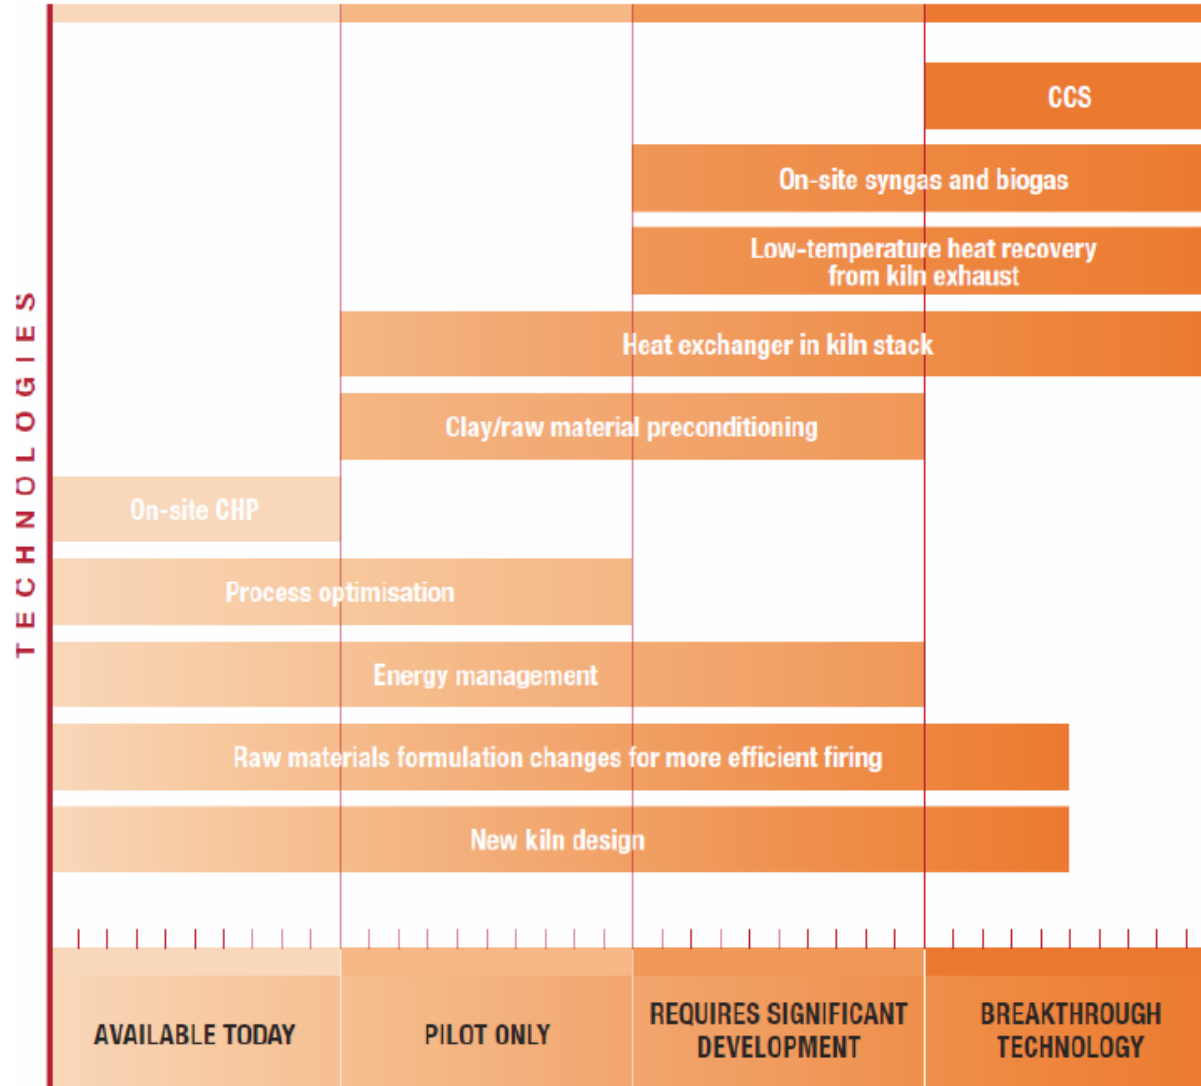 TECHNOLOGIES
CCS
On-site syngas and biogas
Low-temperature heat recovery
from kiln exhaust
Heat exchanger in kiln stack
Clay/raw material preconditioning
On-site CHP
Process optimisation
Energy management
Raw materials formulation changes for more efficient firing
New kiln design
AVAILABLE TODAY
PILOT ONLY
REQUIRES SIGNIFICANT
DEVELOPMENT
BREAKTHROUGH
TECHNOLOGY